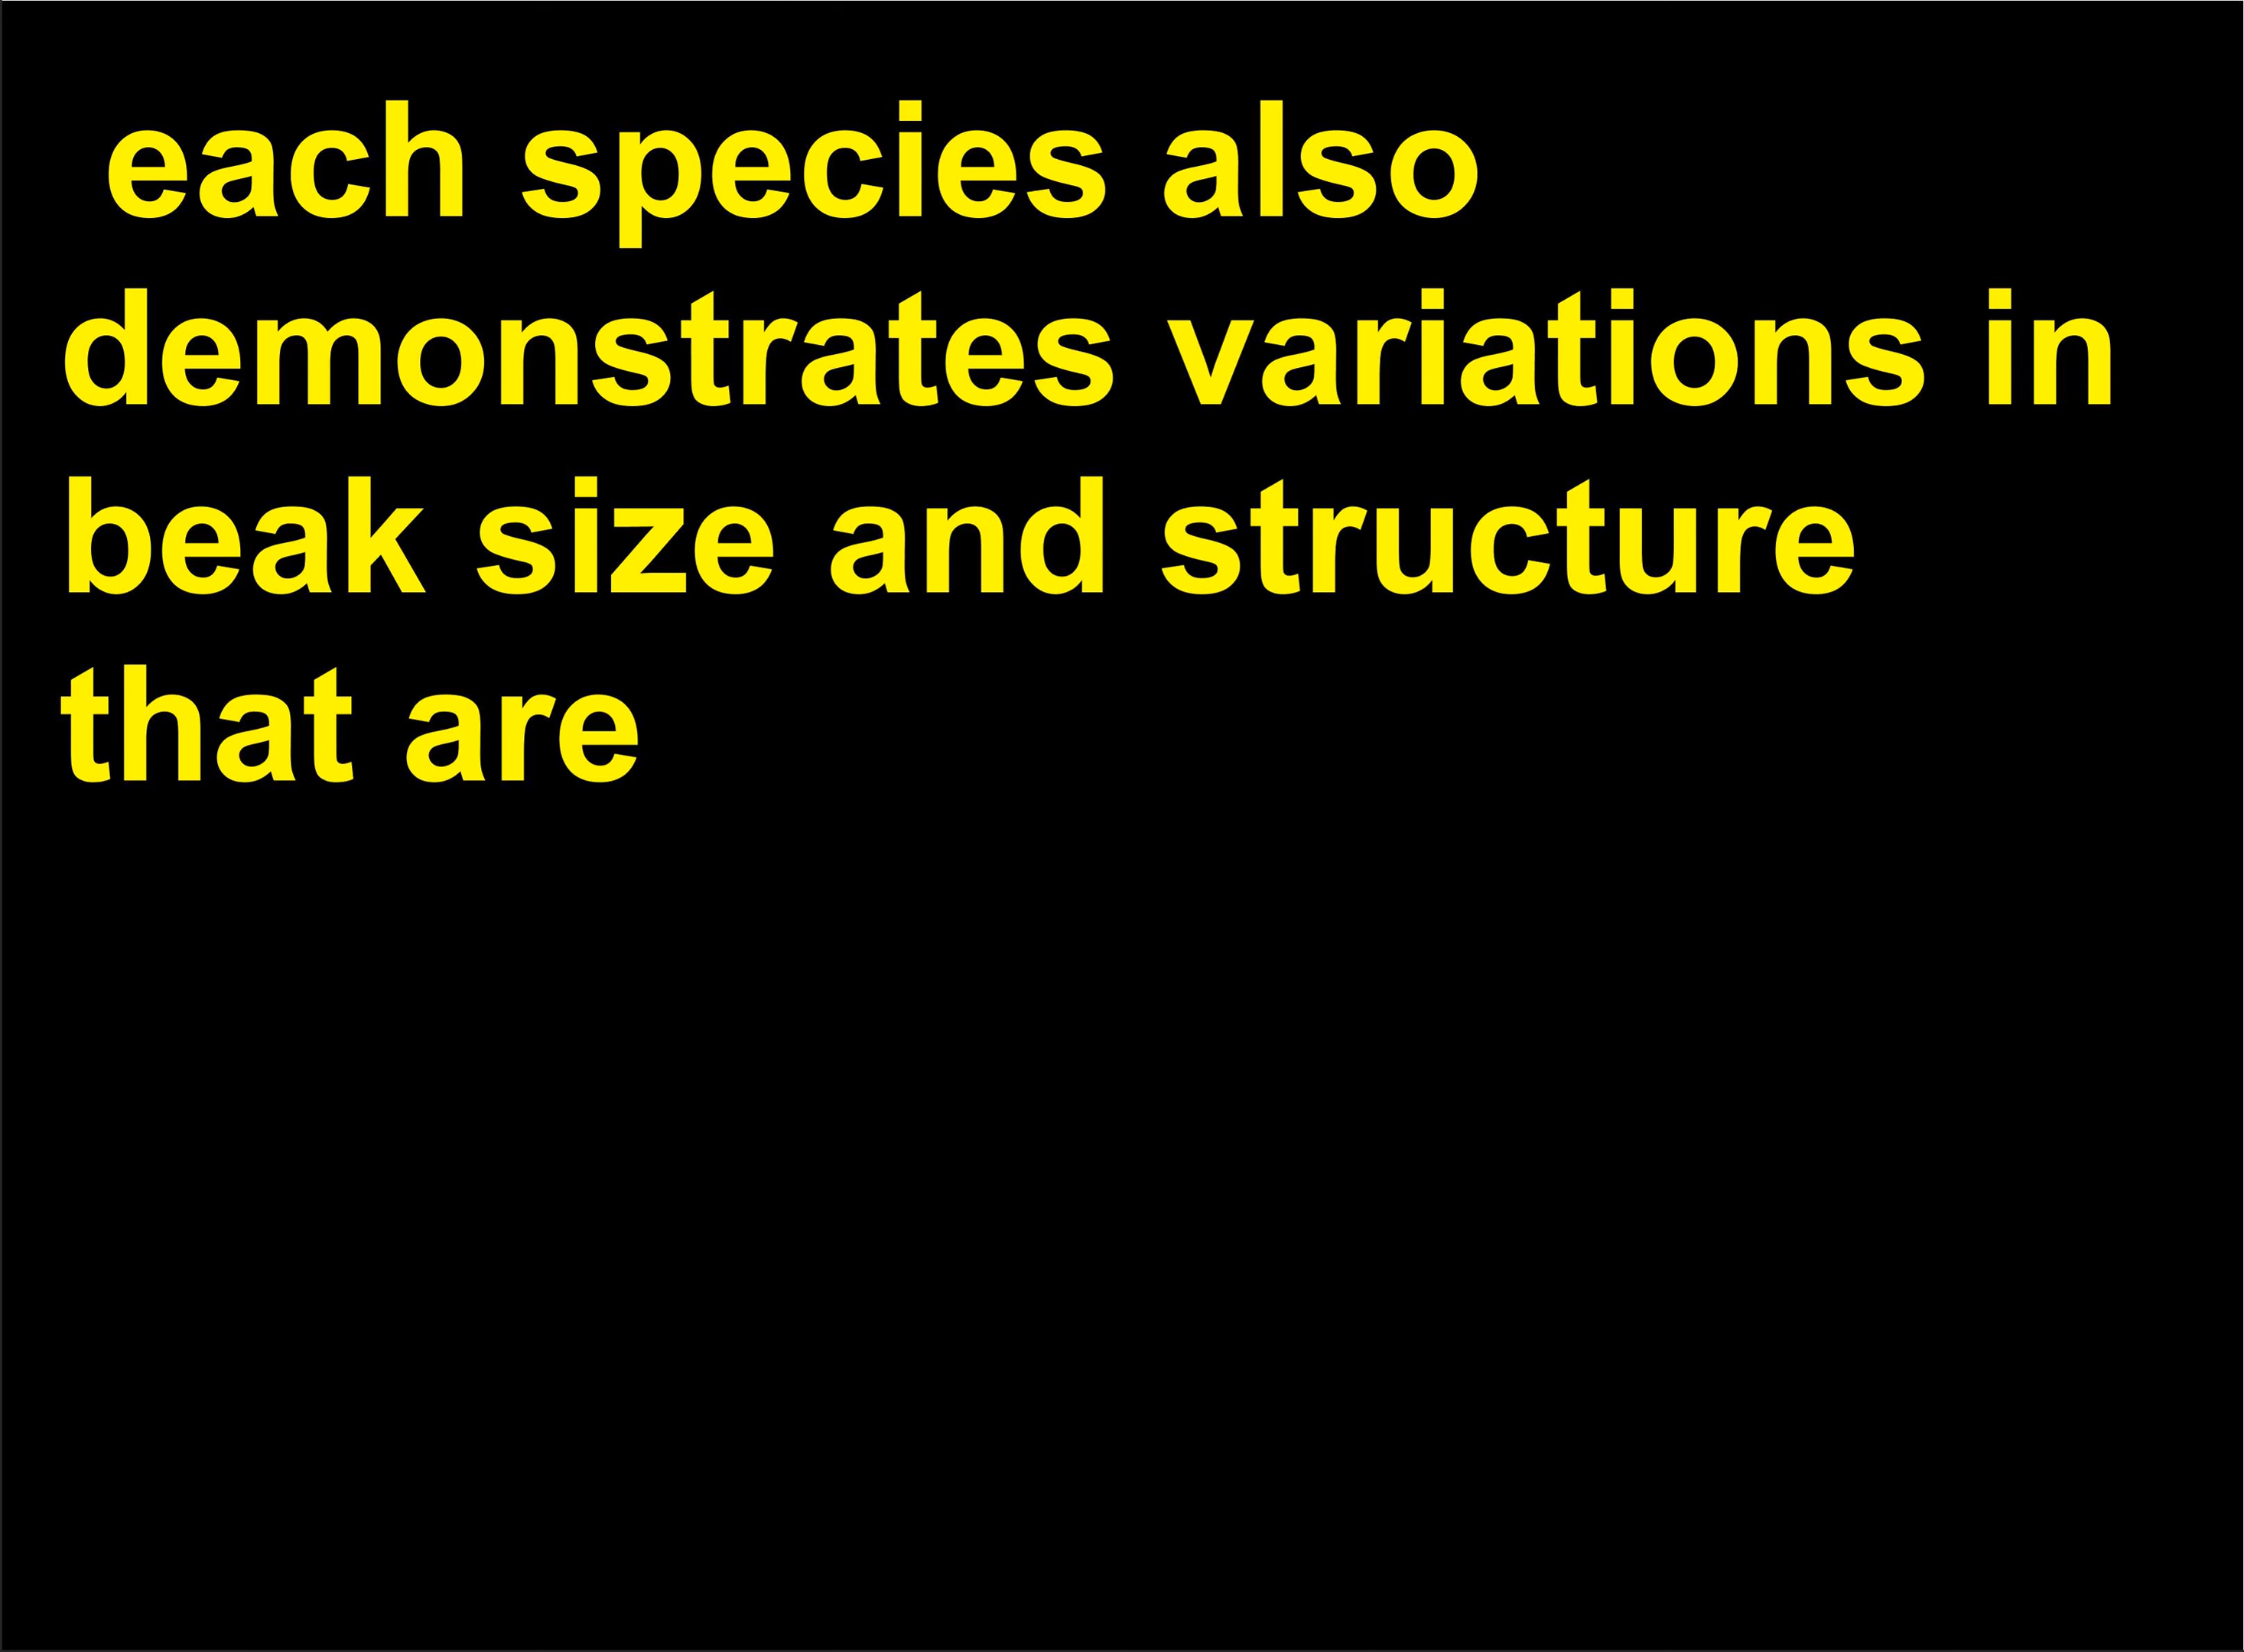 each species also
demonstrates variations in
beak size and structure
that are